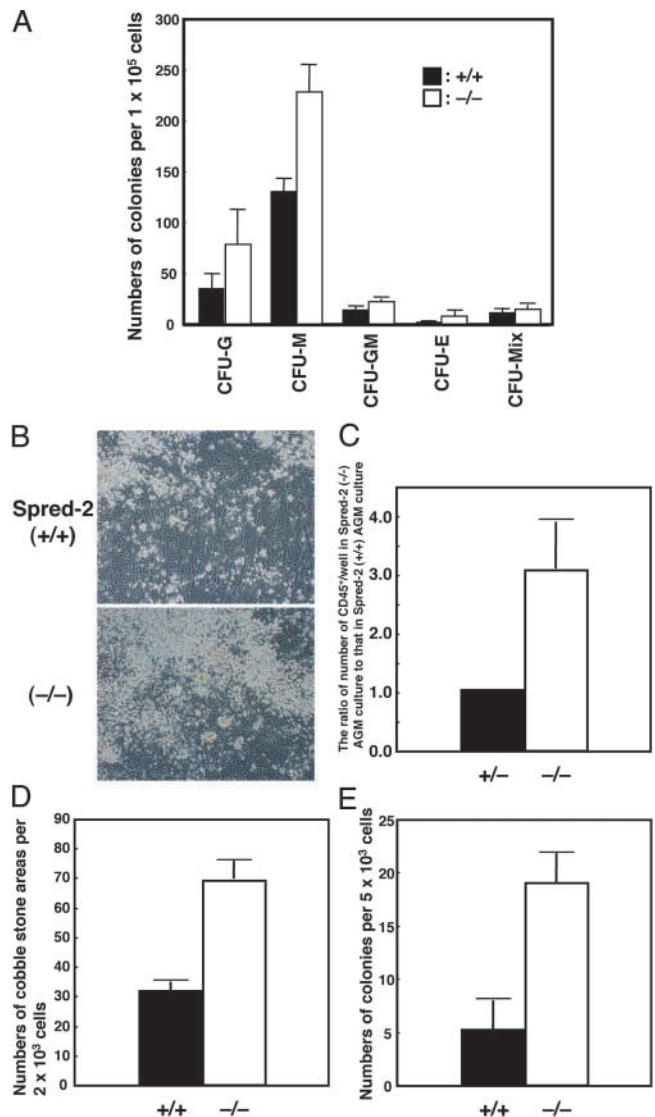 A
Numbers of colonies per 1 x 10⁵ cells
300
250
200
150
100
50
0
: +/+
: –/–
CFU-G
CFU-M
CFU-GM
CFU-E
CFU-Mix
B
Spred-2
(+/+)
(–/–)
C
The ratio of number of CD45⁺/well in Spred-2 (-/-)
AGM culture to that in Spred-2 (+/+) AGM culture
4.0
3.0
2.0
1.0
0.0
+/–
–/–
D
Numbers of cobble stone areas per
2 x 10³ cells
90
80
70
60
50
40
30
20
10
0
+/+
–/–
E
Numbers of colonies per 5 x 10³ cells
25
20
15
10
5
0
+/+
–/–